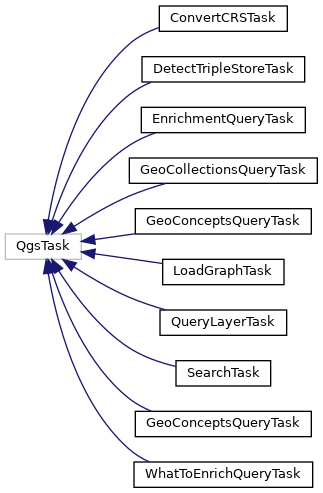 ConvertCRSTask
DetectTripleStoreTask
EnrichmentQueryTask
GeoCollectionsQueryTask
GeoConceptsQueryTask
QgsTask
LoadGraphTask
QueryLayerTask
SearchTask
GeoConceptsQueryTask
WhatToEnrichQueryTask